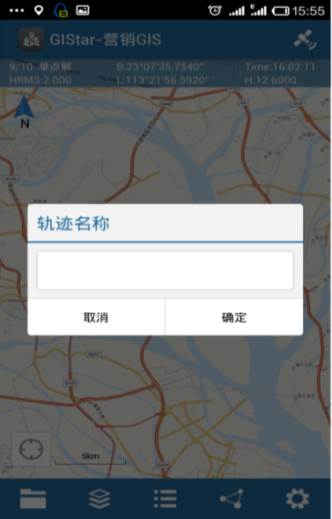 15:55
GIStar-营销GIS
9/10 单点解 B:23°07'35.7540" Time:16:02:11
HRMS:2.000 L:113°21'56.5920" H:12.6000
N
轨迹名称
取消 确定
5km